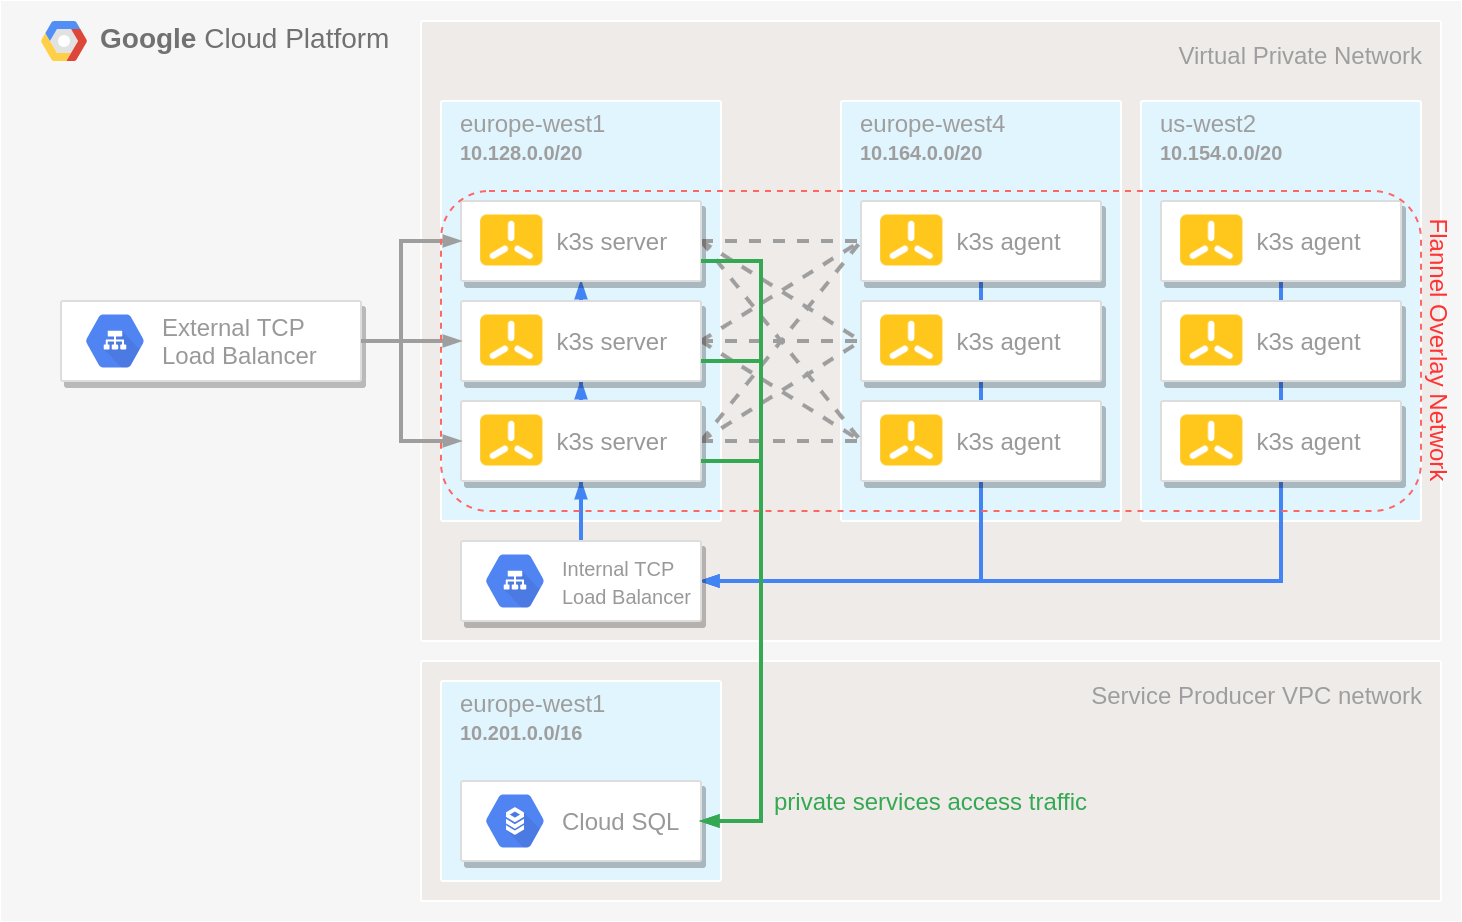 Google Cloud Platform
Virtual Private Network
europe-west1
10.128.0.0/20
europe-west4
10.164.0.0/20
us-west2
10.154.0.0/20
k3s server
k3s agent
k3s agent
External TCP
Load Balancer
k3s server
k3s agent
k3s agent
k3s server
k3s agent
k3s agent
Flannel Overlay Network
Internal TCP
Load Balancer
Service Producer VPC network
europe-west1
10.201.0.0/16
private services access traffic
Cloud SQL